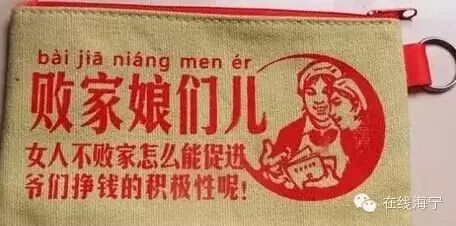 bài jiā niáng men ér
败家娘们儿
女人不败家怎么能促进
爷们挣钱的积极性呢!
在线海宁